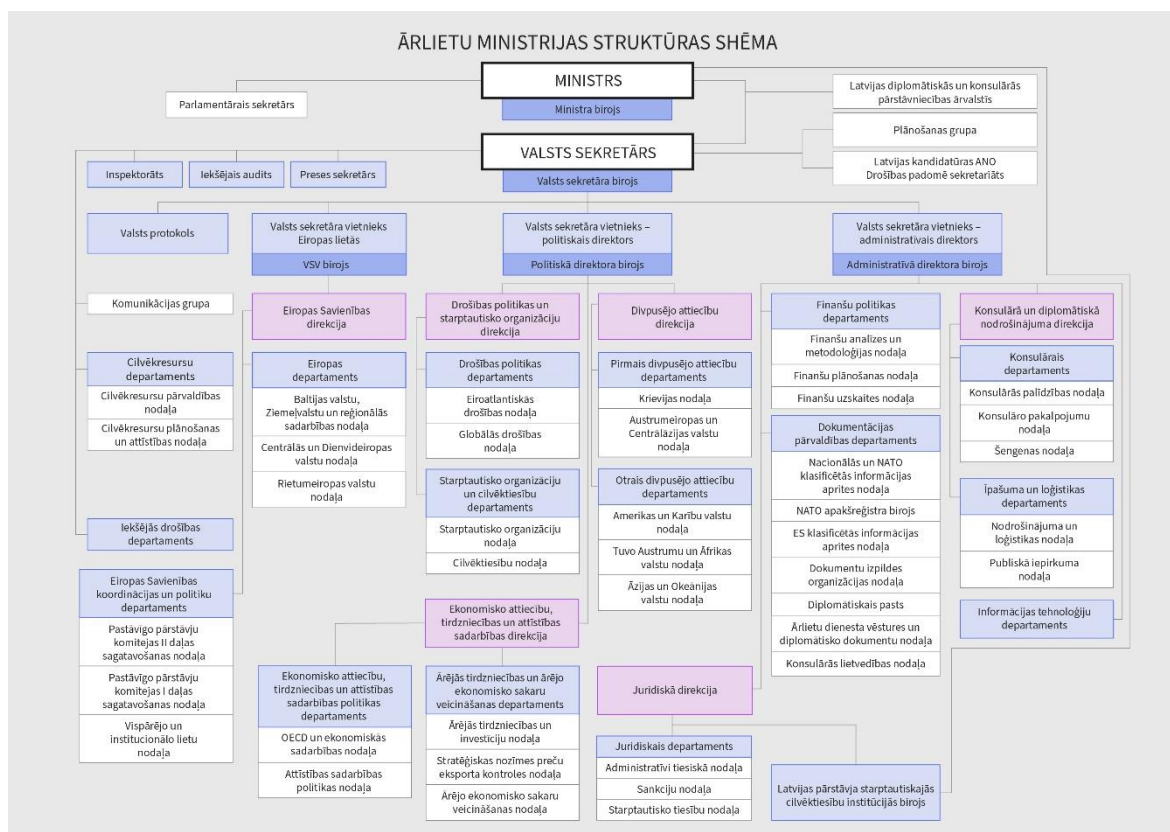 ĀRLIETU MINISTRIJAS STRUKTŪRAS SHĒMA
MINISTRS
Ministra birojs
Parlamentārais sekretārs
Latvijas diplomātiskās un konsulārās
pārstāvniecības ārvalstīs
Plānošanas grupa
Latvijas kandidatūras ANO
Drošības padomē sekretariāts
VALSTS SEKRETĀRS
Valsts sekretāra birojs
Inspektorāts
Iekšējais audits
Preses sekretārs
Valsts protokols
Valsts sekretāra vietnieks
Eiropas lietās
VSV birojs
Valsts sekretāra vietnieks –
politiskais direktors
Politiskā direktora birojs
Valsts sekretāra vietnieks –
administratīvais direktors
Administratīvā direktora birojs
Komunikācijas grupa
Cilvēkresursu
departaments
Cilvēkresursu pārvaldības
nodaļa
Cilvēkresursu plānošanas
un attīstības nodaļa
Iekšējās drošības
departaments
Eiropas Savienības
koordinācijas un politiku
departaments
Pastāvīgo pārstāvju
komitejas II daļas
sagatavošanas nodaļa
Pastāvīgo pārstāvju
komitejas I daļas
sagatavošanas nodaļa
Vispārējo un
institucionālo lietu
nodaļa
Eiropas Savienības
direkcija
Eiropas
departaments
Baltijas valstu,
Ziemeļvalstu un reģionālās
sadarbības nodaļa
Centrālās un Dienvideiropas
valstu nodaļa
Rietumeiropas valstu
nodaļa
Drošības politikas un
starptautisko organizāciju
direkcija
Drošības politikas
departaments
Eiroatlantiskās
drošības nodaļa
Globālās drošības
nodaļa
Starptautisko organizāciju
un cilvēktiesību
departaments
Starptautisko organizāciju
nodaļa
Cilvēktiesību nodaļa
Divpusējo attiecību
direkcija
Pirmais divpusējo attiecību
departaments
Krievijas nodaļa
Austrumeiropas un
Centrālāzijas valstu
nodaļa
Otrais divpusējo attiecību
departaments
Amerikas un Karību valstu
nodaļa
Tuvo Austrumu un Āfrikas
valstu nodaļa
Āzijas un Okeānijas
valstu nodaļa
Ekonomisko attiecību,
tirdzniecības un attīstības
sadarbības direkcija
Ekonomisko attiecību,
tirdzniecības un attīstības
sadarbības politikas
departaments
OECD un ekonomiskās
sadarbības nodaļa
Attīstības sadarbības
politikas nodaļa
Ārējās tirdzniecības un ārējo
ekonomisko sakaru
veicināšanas departaments
Ārējās tirdzniecības un
investīciju nodaļa
Stratēģiskas nozīmes preču
eksporta kontroles nodaļa
Ārējo ekonomisko sakaru
veicināšanas nodaļa
Finanšu politikas
departaments
Finanšu analīzes un
metodoloģijas nodaļa
Finanšu plānošanas nodaļa
Finanšu uzskaites nodaļa
Dokumentācijas
pārvaldības departaments
Nacionālās un NATO
klasificētās informācijas
aprites nodaļa
NATO apakšreģistra birojs
ES klasificētās informācijas
aprites nodaļa
Dokumentu izpildes
organizācijas nodaļa
Diplomātiskais pasts
Ārlietu dienesta vēstures un
diplomātisko dokumentu nodaļa
Konsulārās lietvedības nodaļa
Konsulārā un diplomātiskā
nodrošinājuma direkcija
Konsulārais
departaments
Konsulārās palīdzības nodaļa
Konsulāro pakalpojumu
nodaļa
Šengenas nodaļa
Īpašuma un loģistikas
departaments
Nodrošinājuma un
loģistikas nodaļa
Publiskā iepirkuma
nodaļa
Informācijas tehnoloģiju
departaments
Juridiskā direkcija
Juridiskais departaments
Administratīvi tiesiskā nodaļa
Sankciju nodaļa
Starptautisko tiesību nodaļa
Latvijas pārstāvja starptautiskajās
cilvēktiesību institūcijās birojs